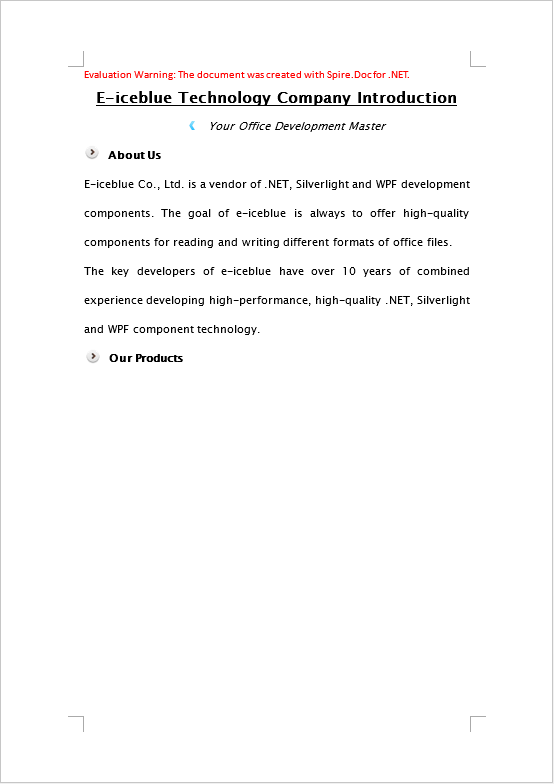 Evaluation Warning: The document was created with Spire.Doc for .NET.
E-iceblue Technology Company Introduction
Your Office Development Master
About Us
E-iceblue Co., Ltd. is a vendor of .NET, Silverlight and WPF development
components. The goal of e-iceblue is always to offer high-quality
components for reading and writing different formats of office files.
The key developers of e-iceblue have over 10 years of combined
experience developing high-performance, high-quality .NET, Silverlight
and WPF component technology.
Our Products